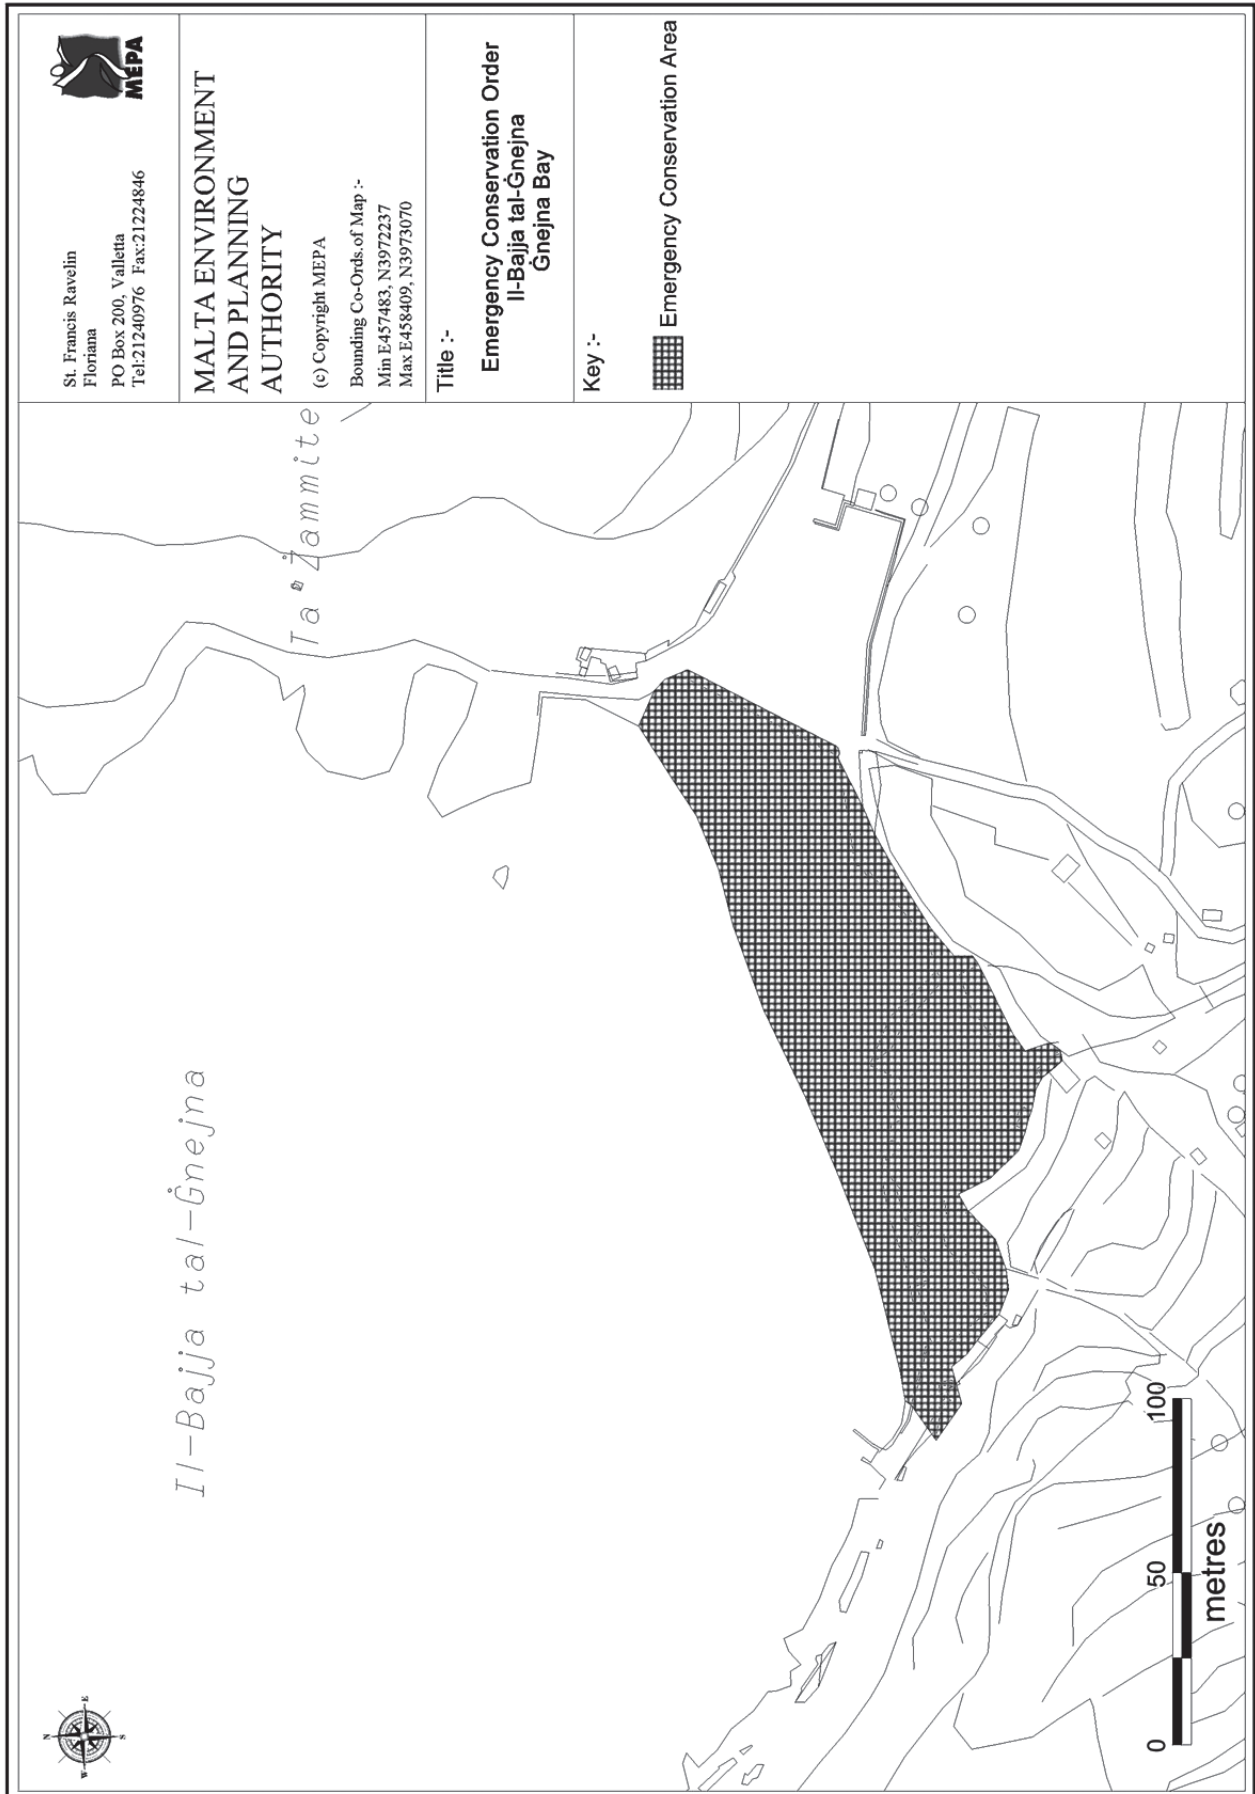 St. Francis Ravelin
Floriana
PO Box 200, Valletta
Tel:21240976 Fax:21224846
MEPA
MALTA ENVIRONMENT
AND PLANNING
AUTHORITY
(c) Copyright MEPA
Bounding Co-Ords.of Map :-
Min E457483, N3972237
Max E458409, N3973070
Title :-
Emergency Conservation Order
Il-Bajja tal-Ġnejna
Ġnejna Bay
Key :-
Emergency Conservation Area
Ta' Żammite
Il-Bajja tal-Ġnejna
N
W
E
S
0
50
100
metres